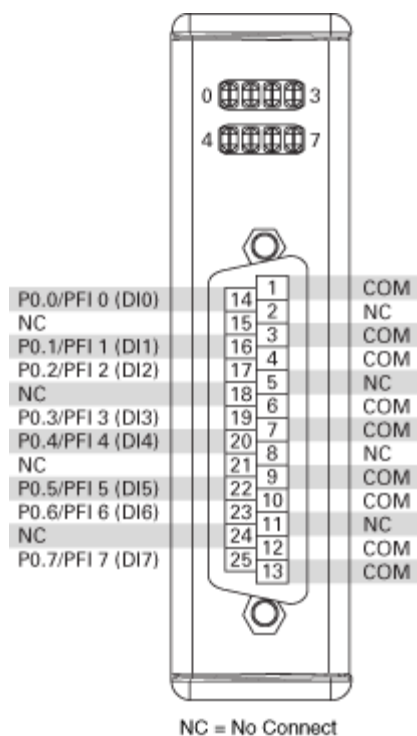 0 3
4 7
P0.0/PFI 0 (DI0)
NC
P0.1/PFI 1 (DI1)
P0.2/PFI 2 (DI2)
NC
P0.3/PFI 3 (DI3)
P0.4/PFI 4 (DI4)
NC
P0.5/PFI 5 (DI5)
P0.6/PFI 6 (DI6)
NC
P0.7/PFI 7 (DI7)
14
15
16
17
18
19
20
21
22
23
24
25
1
2
3
4
5
6
7
8
9
10
11
12
13
COM
NC
COM
COM
NC
COM
COM
NC
COM
COM
NC
COM
COM
NC = No Connect